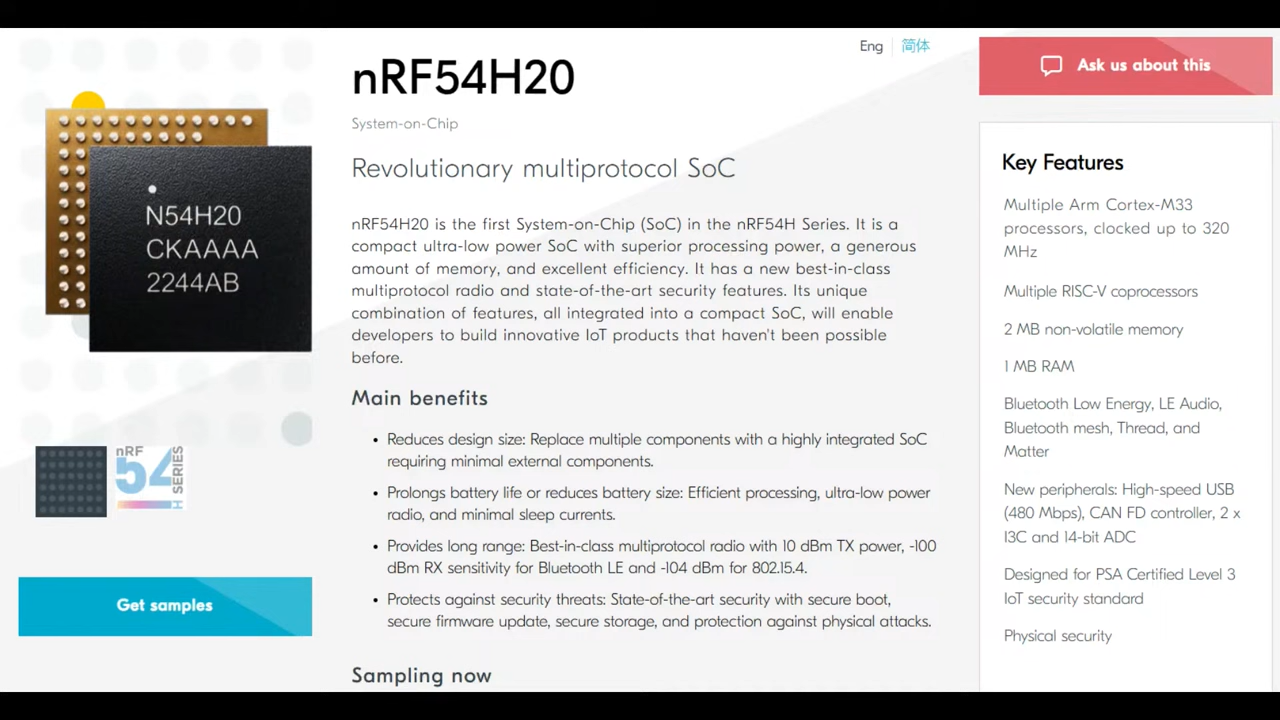 N54H20
CKAAAA
2244AB
nRF
54
SERIES
H
Get samples
Eng
简体
nRF54H20
System-on-Chip
Revolutionary multiprotocol SoC
nRF54H20 is the first System-on-Chip (SoC) in the nRF54H Series. It is a
compact ultra-low power SoC with superior processing power, a generous
amount of memory, and excellent efficiency. It has a new best-in-class
multiprotocol radio and state-of-the-art security features. Its unique
combination of features, all integrated into a compact SoC, will enable
developers to build innovative IoT products that haven't been possible
before.
Main benefits
• Reduces design size: Replace multiple components with a highly integrated SoC
requiring minimal external components.
• Prolongs battery life or reduces battery size: Efficient processing, ultra-low power
radio, and minimal sleep currents.
• Provides long range: Best-in-class multiprotocol radio with 10 dBm TX power, -100
dBm RX sensitivity for Bluetooth LE and -104 dBm for 802.15.4.
• Protects against security threats: State-of-the-art security with secure boot,
secure firmware update, secure storage, and protection against physical attacks.
Sampling now
Ask us about this
Key Features
Multiple Arm Cortex-M33
processors, clocked up to 320
MHz
Multiple RISC-V coprocessors
2 MB non-volatile memory
1 MB RAM
Bluetooth Low Energy, LE Audio,
Bluetooth mesh, Thread, and
Matter
New peripherals: High-speed USB
(480 Mbps), CAN FD controller, 2 x
I3C and 14-bit ADC
Designed for PSA Certified Level 3
IoT security standard
Physical security